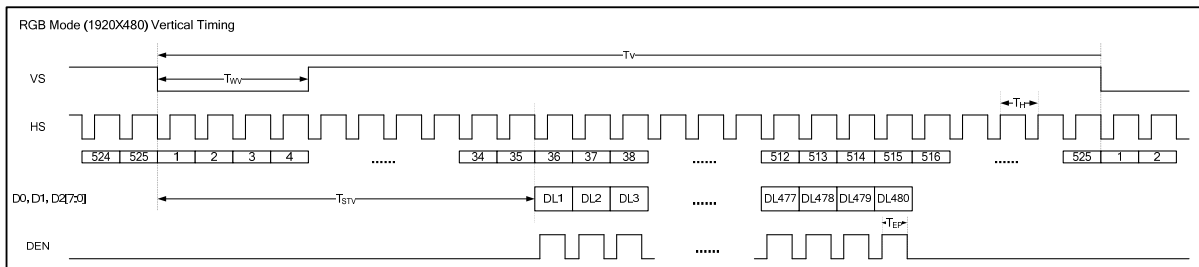 RGB Mode (1920X480) Vertical Timing
Tv
VS
TWV
HS
TH
524 525 1 2 3 4 ...... 34 35 36 37 38 ...... 512 513 514 515 516 ...... 525 1 2
D0, D1, D2[7:0]
TSTV
DL1 DL2 DL3 ...... DL477 DL478 DL479 DL480
TEP
DEN
......